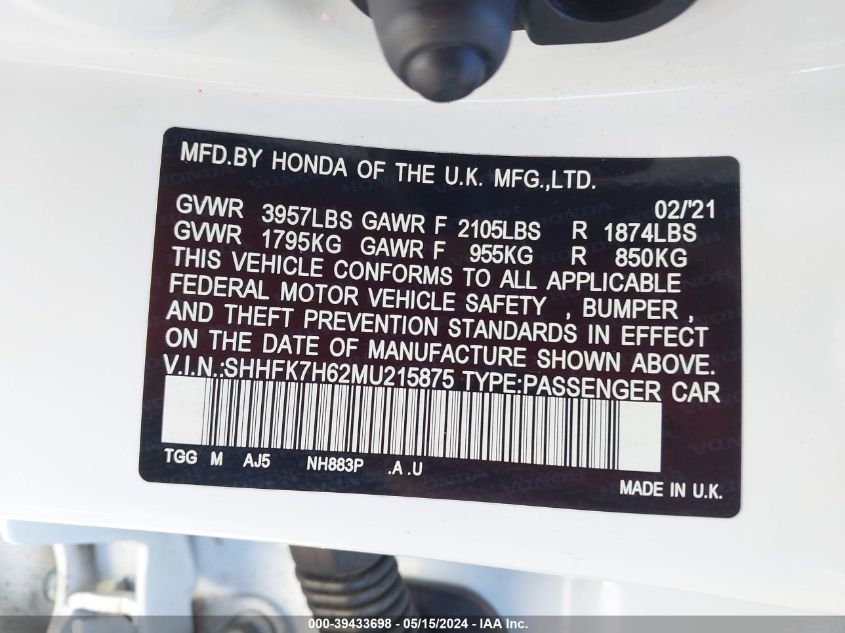 MFD.BY HONDA OF THE U.K. MFG.,LTD.
02/'21
GVWR 3957LBS GAWR F 2105LBS R 1874LBS
GVWR 1795KG GAWR F 955KG R 850KG
THIS VEHICLE CONFORMS TO ALL APPLICABLE
FEDERAL MOTOR VEHICLE SAFETY , BUMPER ,
AND THEFT PREVENTION STANDARDS IN EFFECT
ON THE DATE OF MANUFACTURE SHOWN ABOVE.
V.I.N.:SHHFK7H62MU215875 TYPE:PASSENGER CAR
TGG M AJ5 NH883P .A .U
MADE IN U.K.
000-39433698 - 05/15/2024 - IAA Inc.